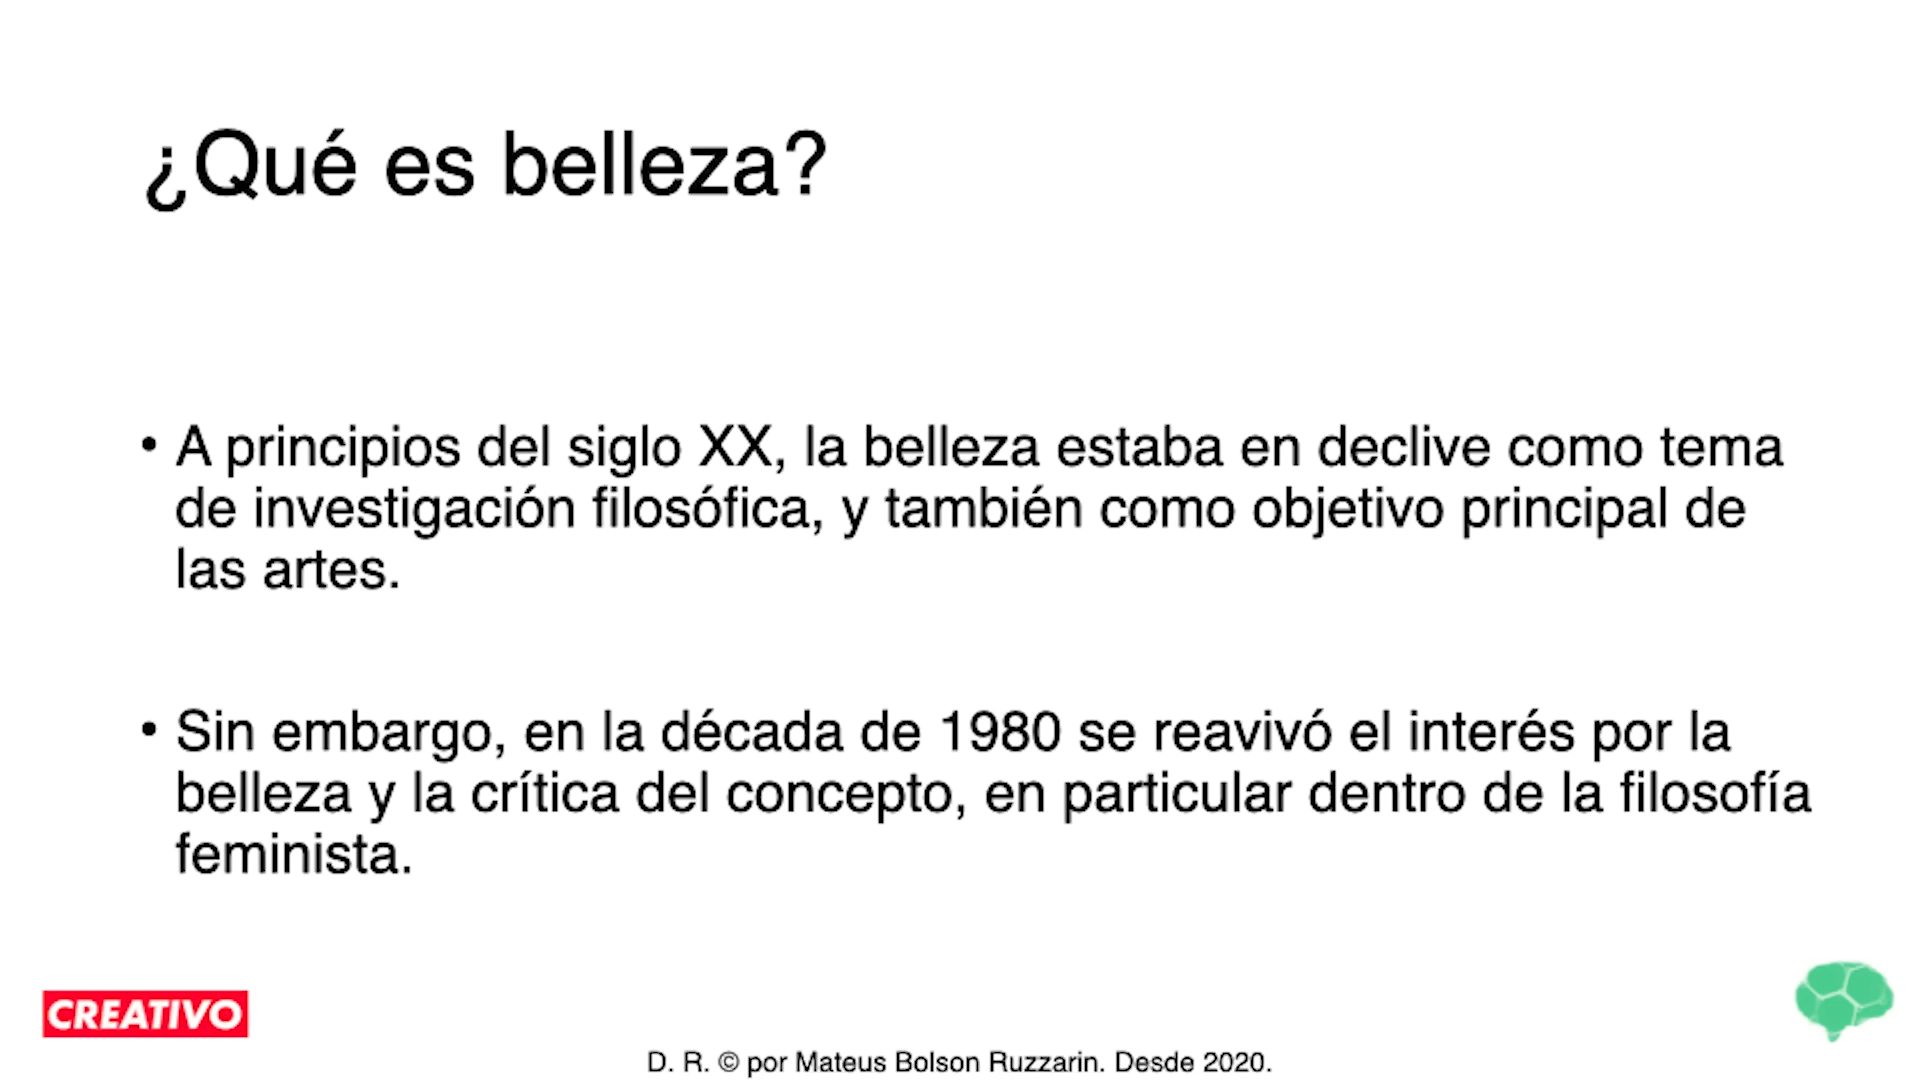 ¿Qué es belleza?
• A principios del siglo XX, la belleza estaba en declive como tema
de investigación filosófica, y también como objetivo principal de
las artes.
• Sin embargo, en la década de 1980 se reavivó el interés por la
belleza y la crítica del concepto, en particular dentro de la filosofía
feminista.
CREATIVO
D. R. © por Mateus Bolson Ruzzarin. Desde 2020.